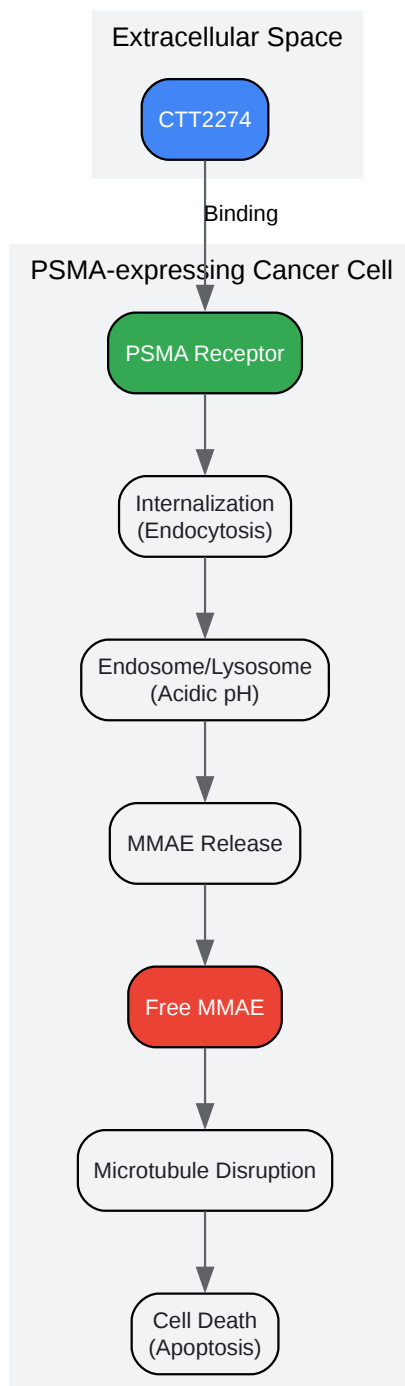 Extracellular Space
CTT2274
Binding
PSMA-expressing Cancer Cell
PSMA Receptor
Internalization
(Endocytosis)
Endosome/Lysosome
(Acidic pH)
MMAE Release
Free MMAE
Microtubule Disruption
Cell Death
(Apoptosis)